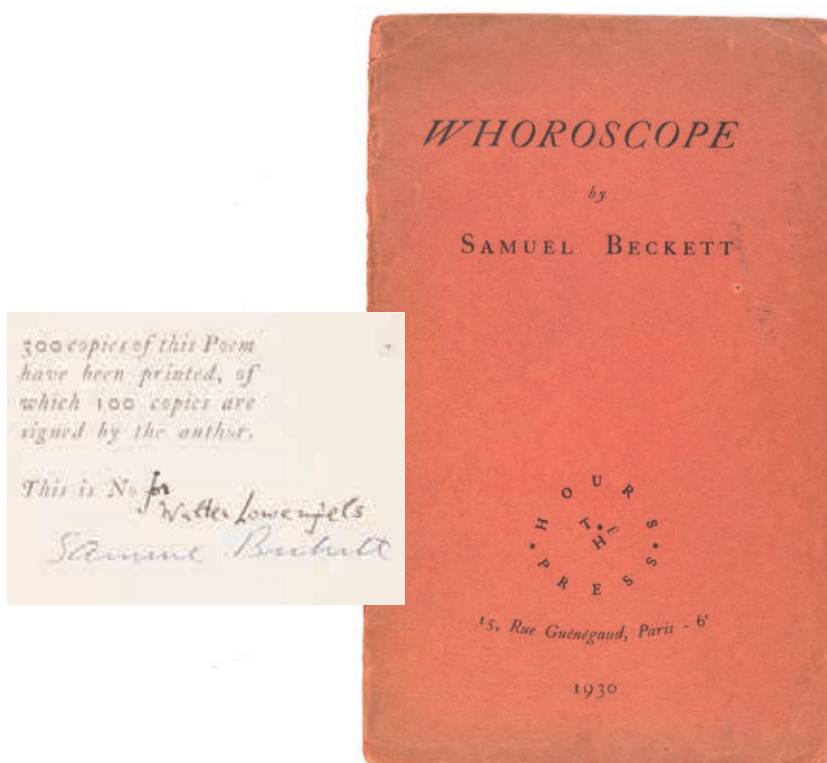 WHOROSCOPE
by
SAMUEL BECKETT
300 copies of this Poem
have been printed, of
which 100 copies are
signed by the author.
This is No for
Walter Lowenfels
Samuel Beckett
HOURS
THE
PRESS
15, Rue Guénégaud, Paris - 6e
1930